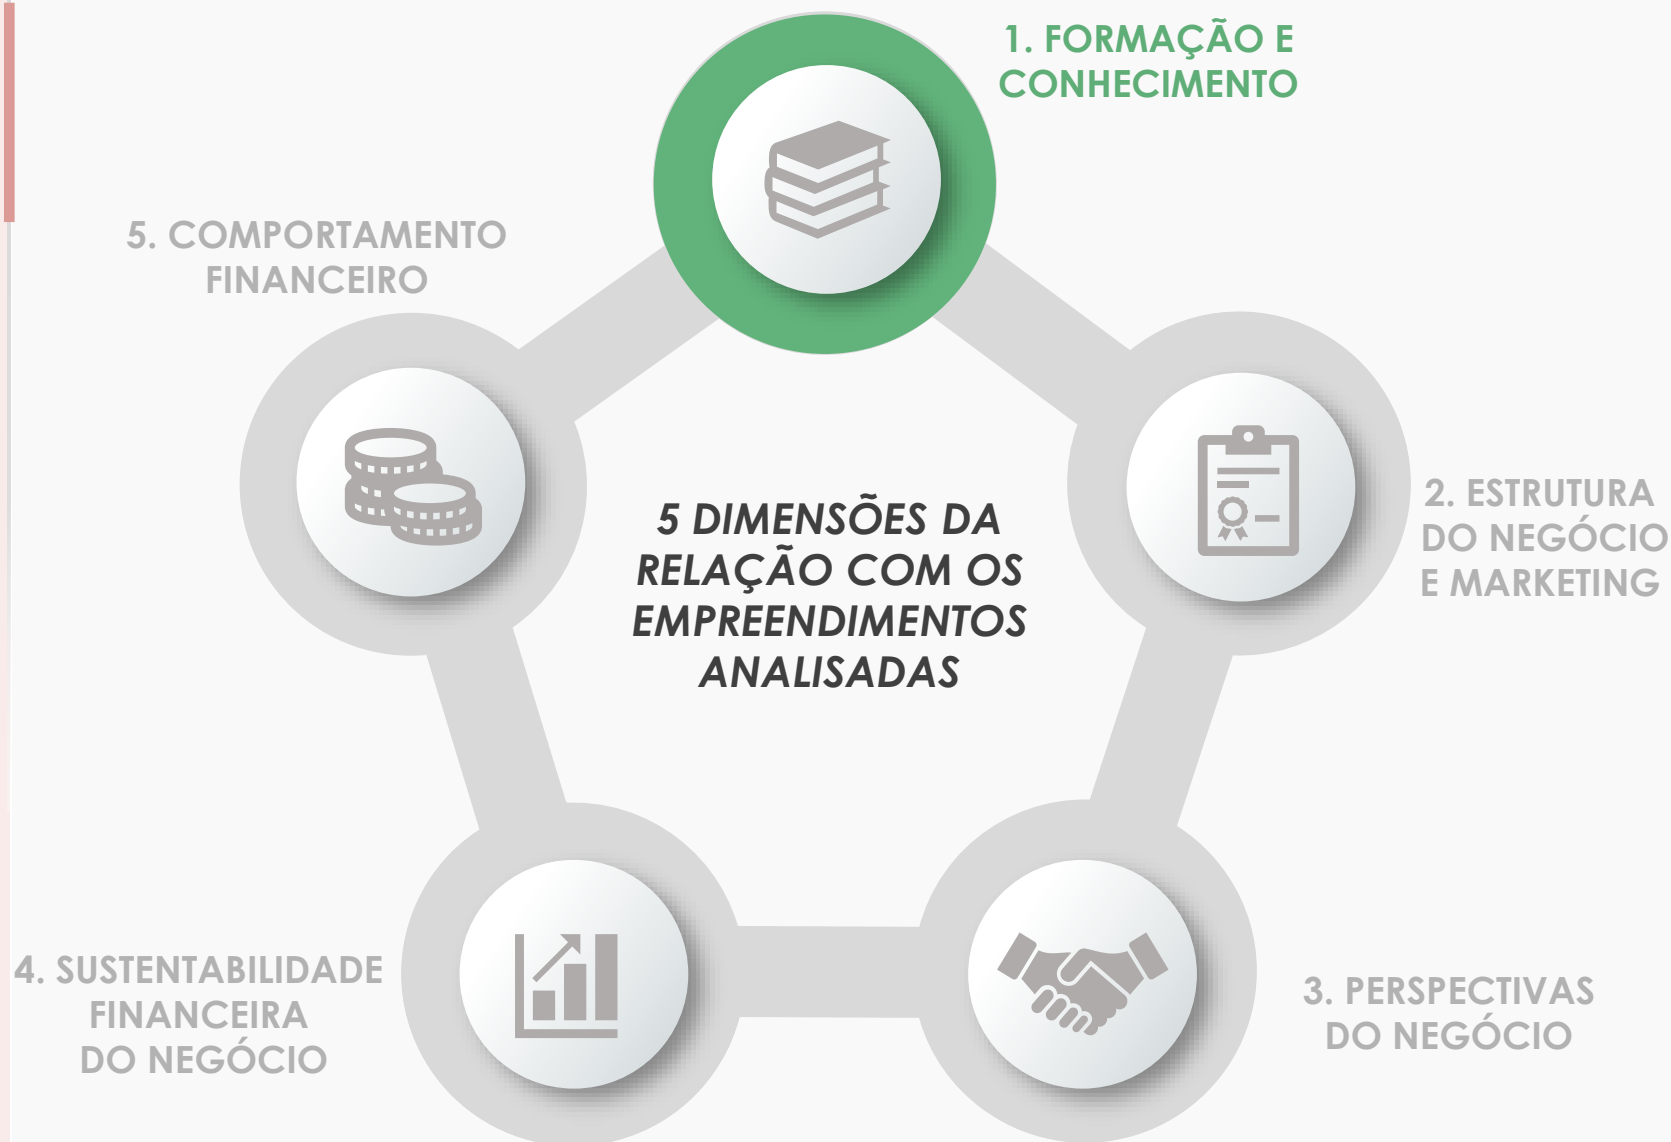 1. FORMAÇÃO E
CONHECIMENTO
5. COMPORTAMENTO
FINANCEIRO
5 DIMENSÕES DA
RELAÇÃO COM OS
EMPREENDIMENTOS
ANALISADAS
2. ESTRUTURA
DO NEGÓCIO
E MARKETING
4. SUSTENTABILIDADE
FINANCEIRA
DO NEGÓCIO
3. PERSPECTIVAS
DO NEGÓCIO